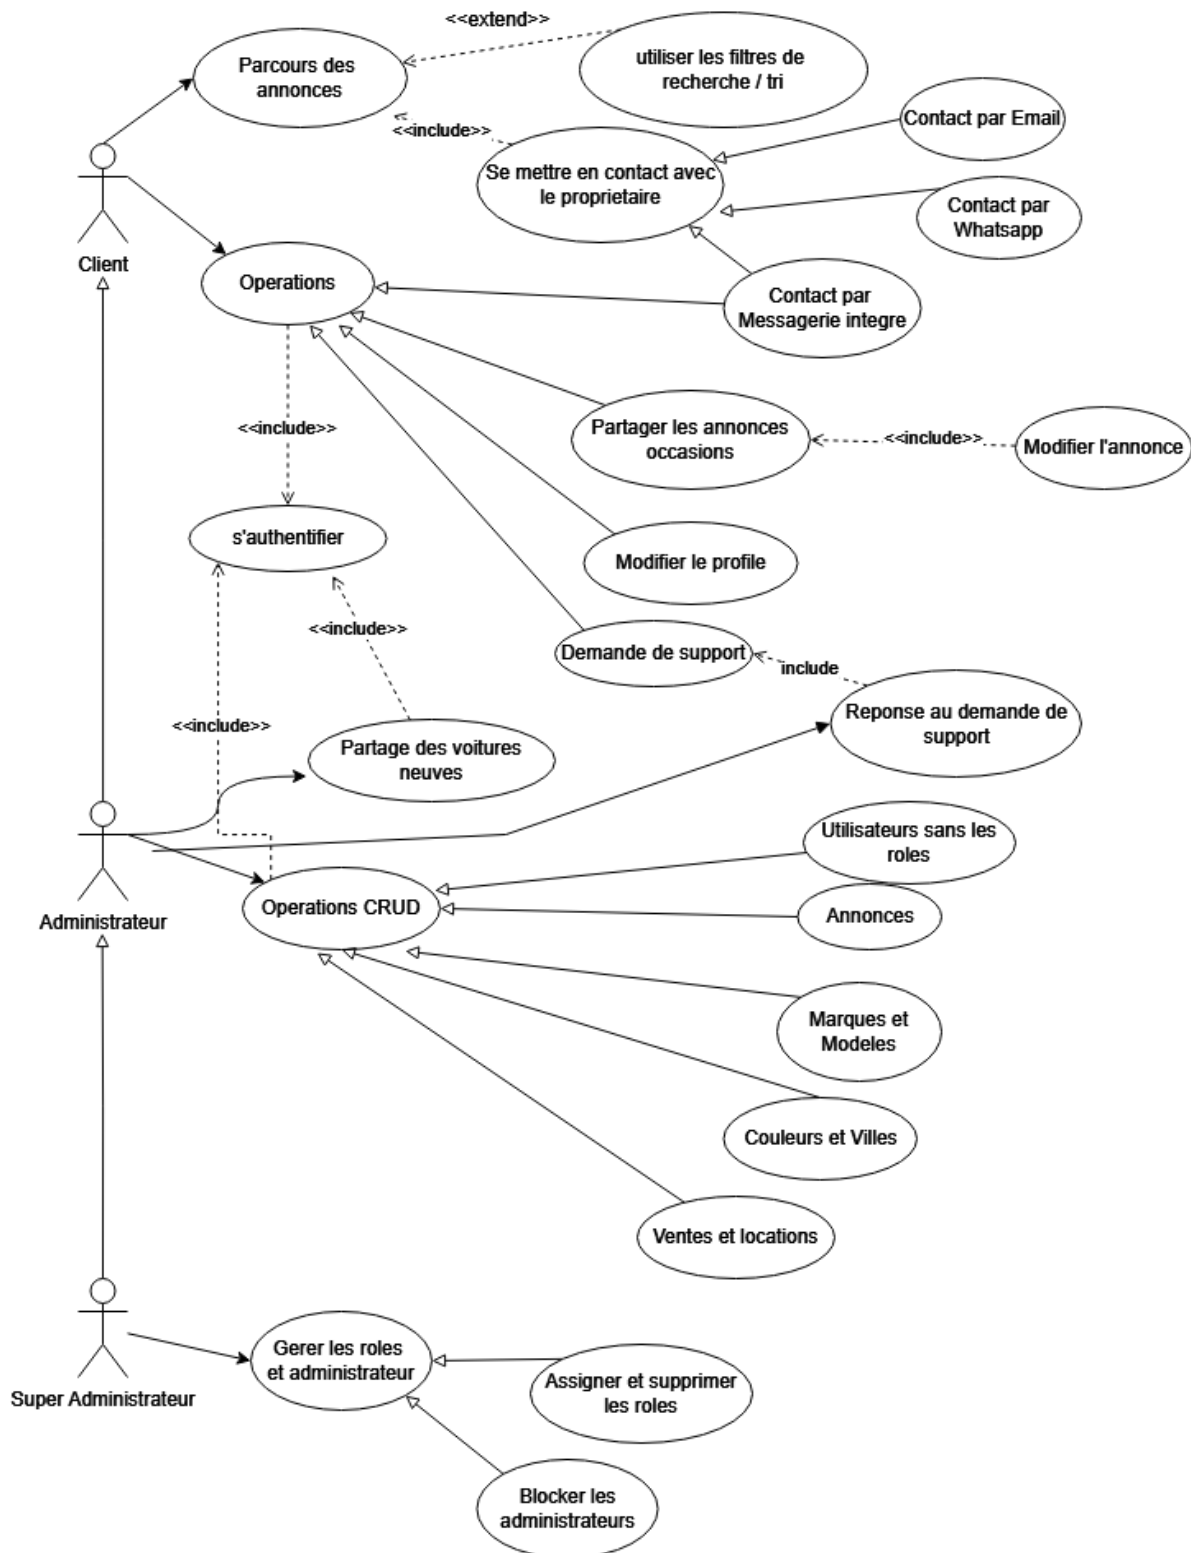 <<extend>>
Parcours des
annonces
utiliser les filtres de
recherche / tri
<<include>>
Contact par Email
Se mettre en contact avec
le proprietaire
Contact par
Whatsapp
Client
Operations
Contact par
Messagerie integre
<<include>>
Partager les annonces
occasions
<<include>>
Modifier l'annonce
s'authentifier
Modifier le profile
<<include>>
Demande de support
include
Reponse au demande de
support
<<include>>
Partage des voitures
neuves
Utilisateurs sans les
roles
Administrateur
Operations CRUD
Annonces
Marques et
Modeles
Couleurs et Villes
Ventes et locations
Gerer les roles
et administrateur
Super Administrateur
Assigner et supprimer
les roles
Blocker les
administrateurs